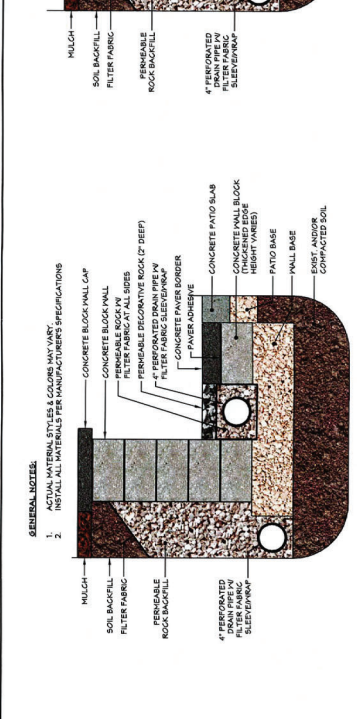 GENERAL NOTES:
1. ACTUAL MATERIAL STYLES & COLORS MAY VARY.
2. INSTALL ALL MATERIALS PER MANUFACTURER'S SPECIFICATIONS
MULCH
SOIL BACKFILL
FILTER FABRIC
PERMEABLE
ROCK BACKFILL
4" PERFORATED
DRAIN PIPE W/
FILTER FABRIC
SLEEVE/WRAP
CONCRETE BLOCK WALL CAP
CONCRETE BLOCK WALL
PERMEABLE ROCK W/
FILTER FABRIC AT ALL SIDES
PERMEABLE DECORATIVE ROCK (2" DEEP)
4" PERFORATED DRAIN PIPE W/
FILTER FABRIC SLEEVE/WRAP
CONCRETE PAVER BORDER
PAVER ADHESIVE
CONCRETE PATIO SLAB
CONCRETE WALL BLOCK
(THICKENED EDGE
HEIGHT VARIES)
PATIO BASE
WALL BASE
EXIST. AND/OR
COMPACTED SOIL
MULCH
SOIL BACKFILL
FILTER FABRIC
PERMEABLE
ROCK BACKFILL
4" PERFORATED
DRAIN PIPE W/
FILTER FABRIC
SLEEVE/WRAP